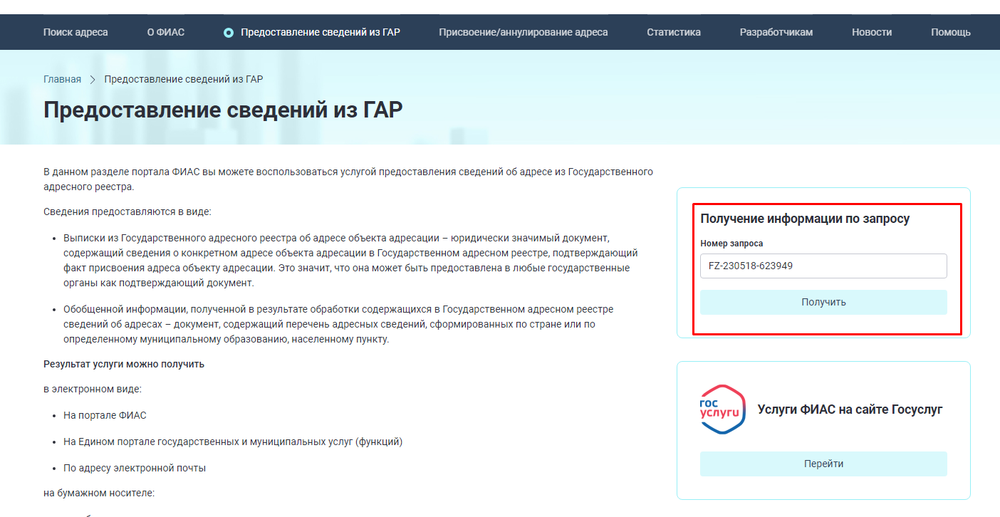 Поиск адреса О ФИАС Предоставление сведений из ГАР Присвоение/аннулирование адреса Статистика Разработчикам Новости Помощь
Главная > Предоставление сведений из ГАР
Предоставление сведений из ГАР
В данном разделе портала ФИАС вы можете воспользоваться услугой предоставления сведений об адресе из Государственного
адресного реестра.
Сведения предоставляются в виде:
• Выписки из Государственного адресного реестра об адресе объекта адресации – юридически значимый документ,
содержащий сведения о конкретном адресе объекта адресации в Государственном адресном реестре, подтверждающий
факт присвоения адреса объекту адресации. Это значит, что она может быть предоставлена в любые государственные
органы как подтверждающий документ.
• Обобщенной информации, полученной в результате обработки содержащихся в Государственном адресном реестре
сведений об адресах – документ, содержащий перечень адресных сведений, сформированных по стране или по
определенному муниципальному образованию, населенному пункту.
Результат услуги можно получить
в электронном виде:
• На портале ФИАС
• На Едином портале государственных и муниципальных услуг (функций)
• По адресу электронной почты
на бумажном носителе:
Получение информации по запросу
Номер запроса
FZ-230518-623949
Получить
гос
услуги
Услуги ФИАС на сайте Госуслуг
Перейти